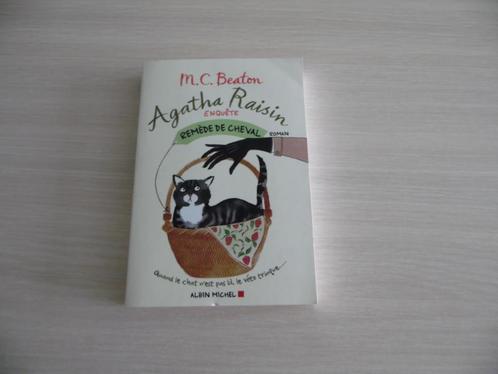 M.C. Beaton
Agatha Raisin
ENQUÊTE
REMÈDE DE CHEVAL
ROMAN
Quand le chat n'est pas là, le véto trinque...
ALBIN MICHEL